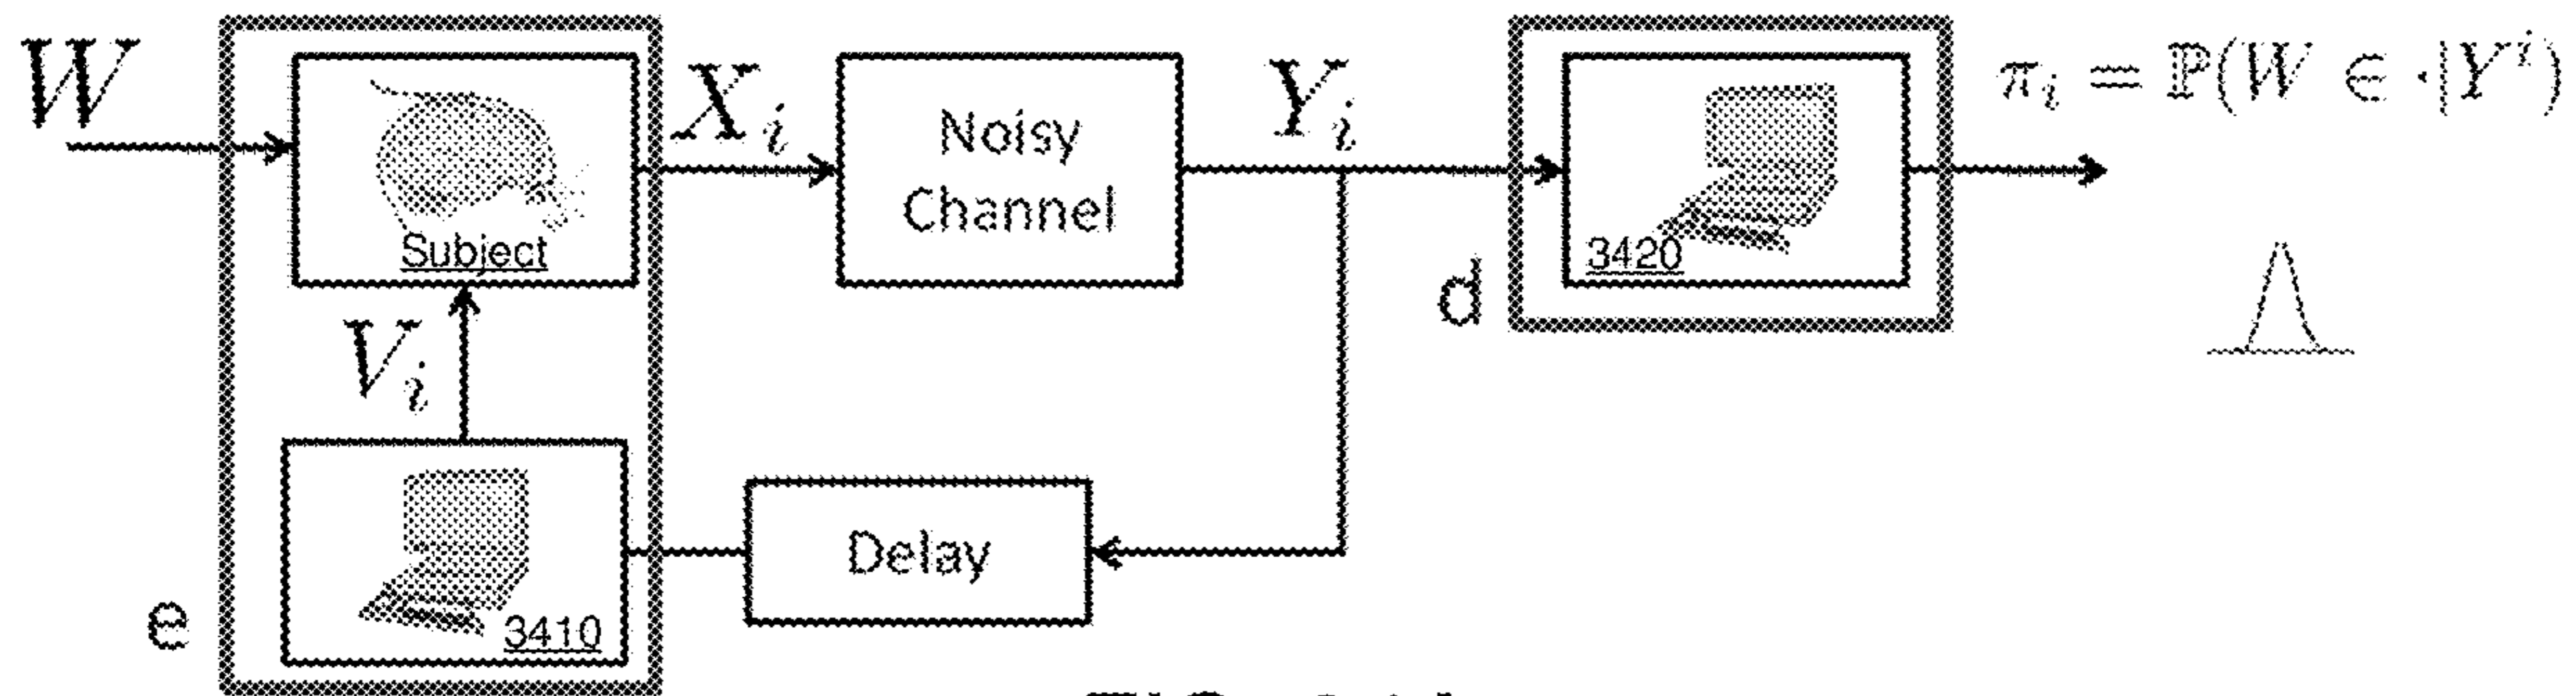 W
X_i
Noisy
Channel
Y_i
π_i = ℙ(W ∈ ·|Y^i)
Subject
3420
d
V_i
Delay
e
3410